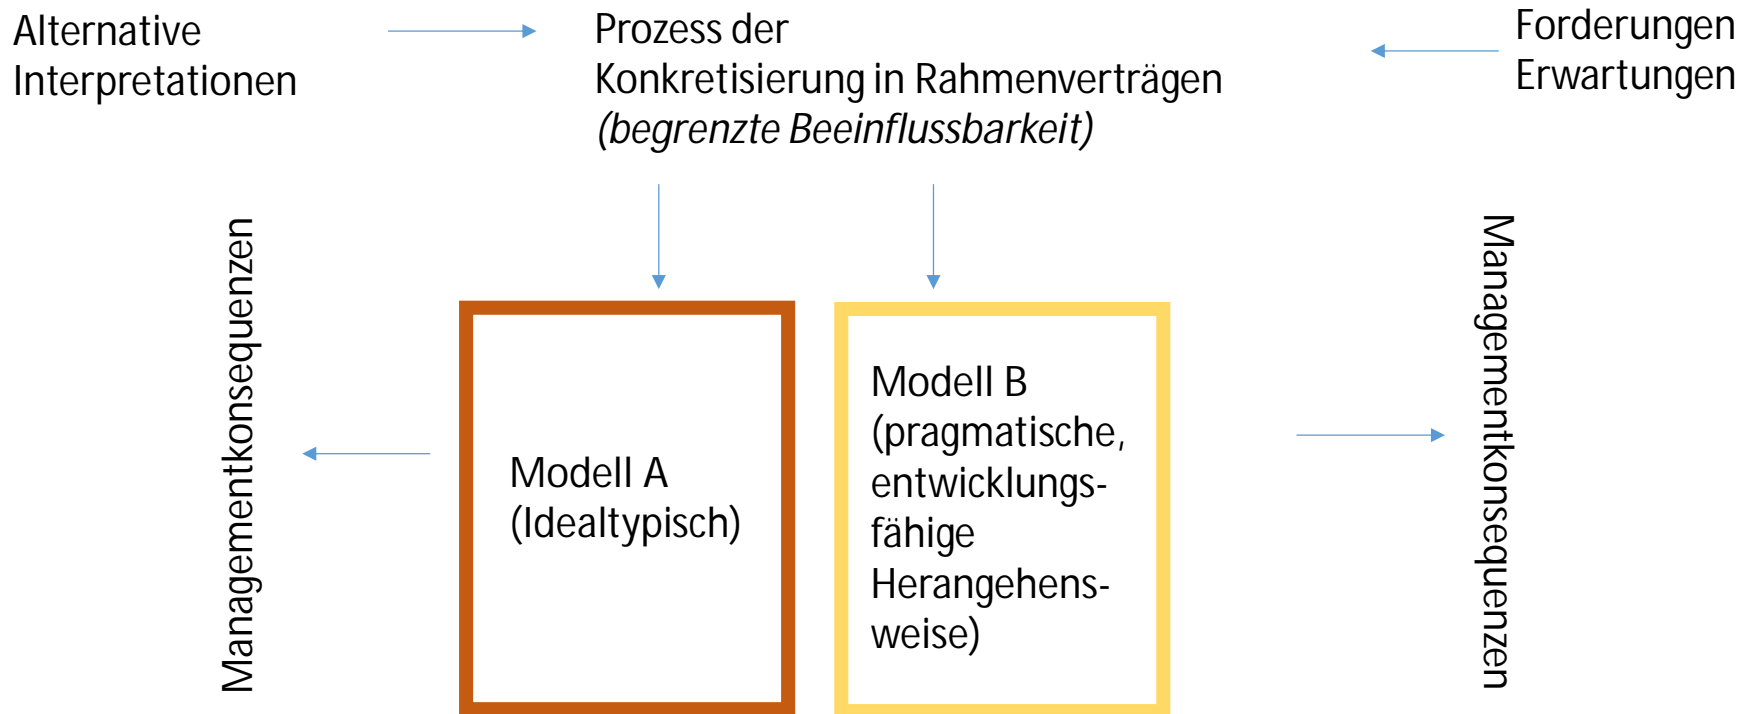 Alternative
Interpretationen
Prozess der
Konkretisierung in Rahmenverträgen
(begrenzte Beeinflussbarkeit)
Forderungen
Erwartungen
Managementkonsequenzen
Modell A
(Idealtypisch)
Modell B
(pragmatische,
entwicklungs-
fähige
Herangehens-
weise)
Managementkonsequenzen